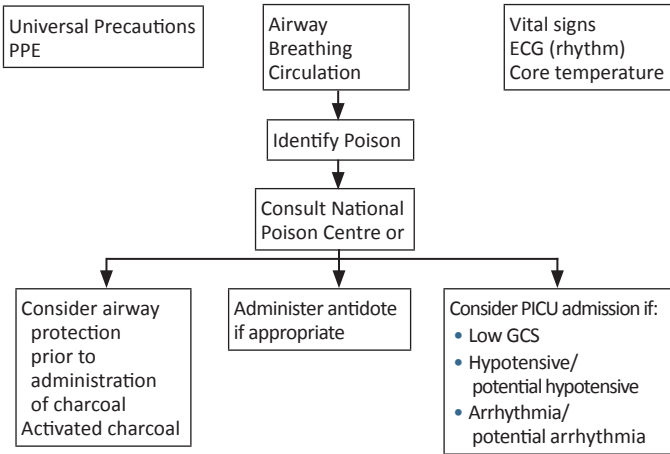 Universal Precautions
PPE
Airway
Breathing
Circulation
Vital signs
ECG (rhythm)
Core temperature
Identify Poison
Consult National
Poison Centre or
Consider airway
protection
prior to
administration
of charcoal
Activated charcoal
Administer antidote
if appropriate
Consider PICU admission if:
• Low GCS
• Hypotensive/
potential hypotensive
• Arrhythmia/
potential arrhythmia